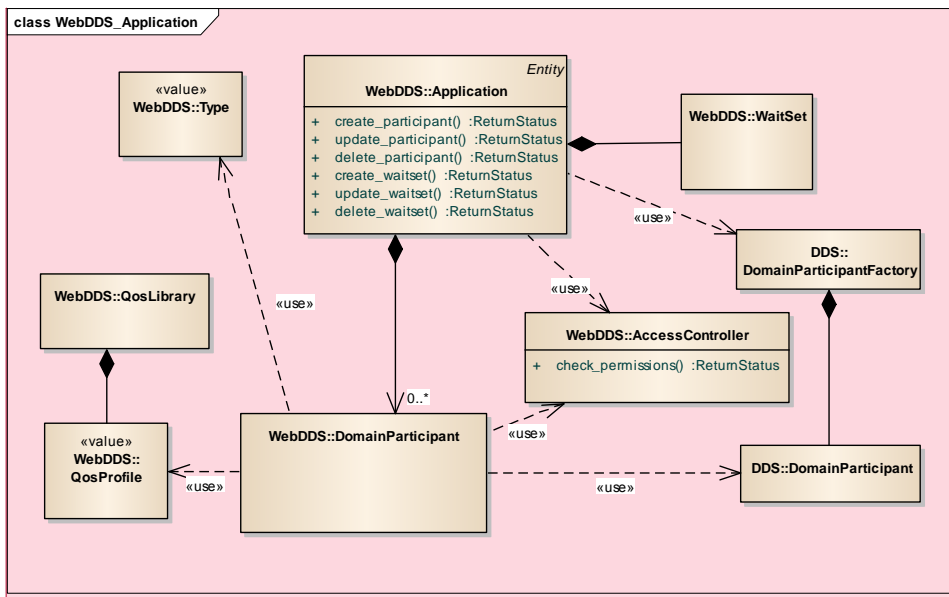 class WebDDS_Application
Entity
WebDDS::Application
+ create_participant() :ReturnStatus
+ update_participant() :ReturnStatus
+ delete_participant() :ReturnStatus
+ create_waitset() :ReturnStatus
+ update_waitset() :ReturnStatus
+ delete_waitset() :ReturnStatus
«value»
WebDDS::Type
WebDDS::WaitSet
«use»
DDS::
DomainParticipantFactory
WebDDS::QosLibrary
«use»
«use»
WebDDS::AccessController
+ check_permissions() :ReturnStatus
0..*
WebDDS::DomainParticipant
«use»
«value»
WebDDS::
QosProfile
«use»
«use»
DDS::DomainParticipant